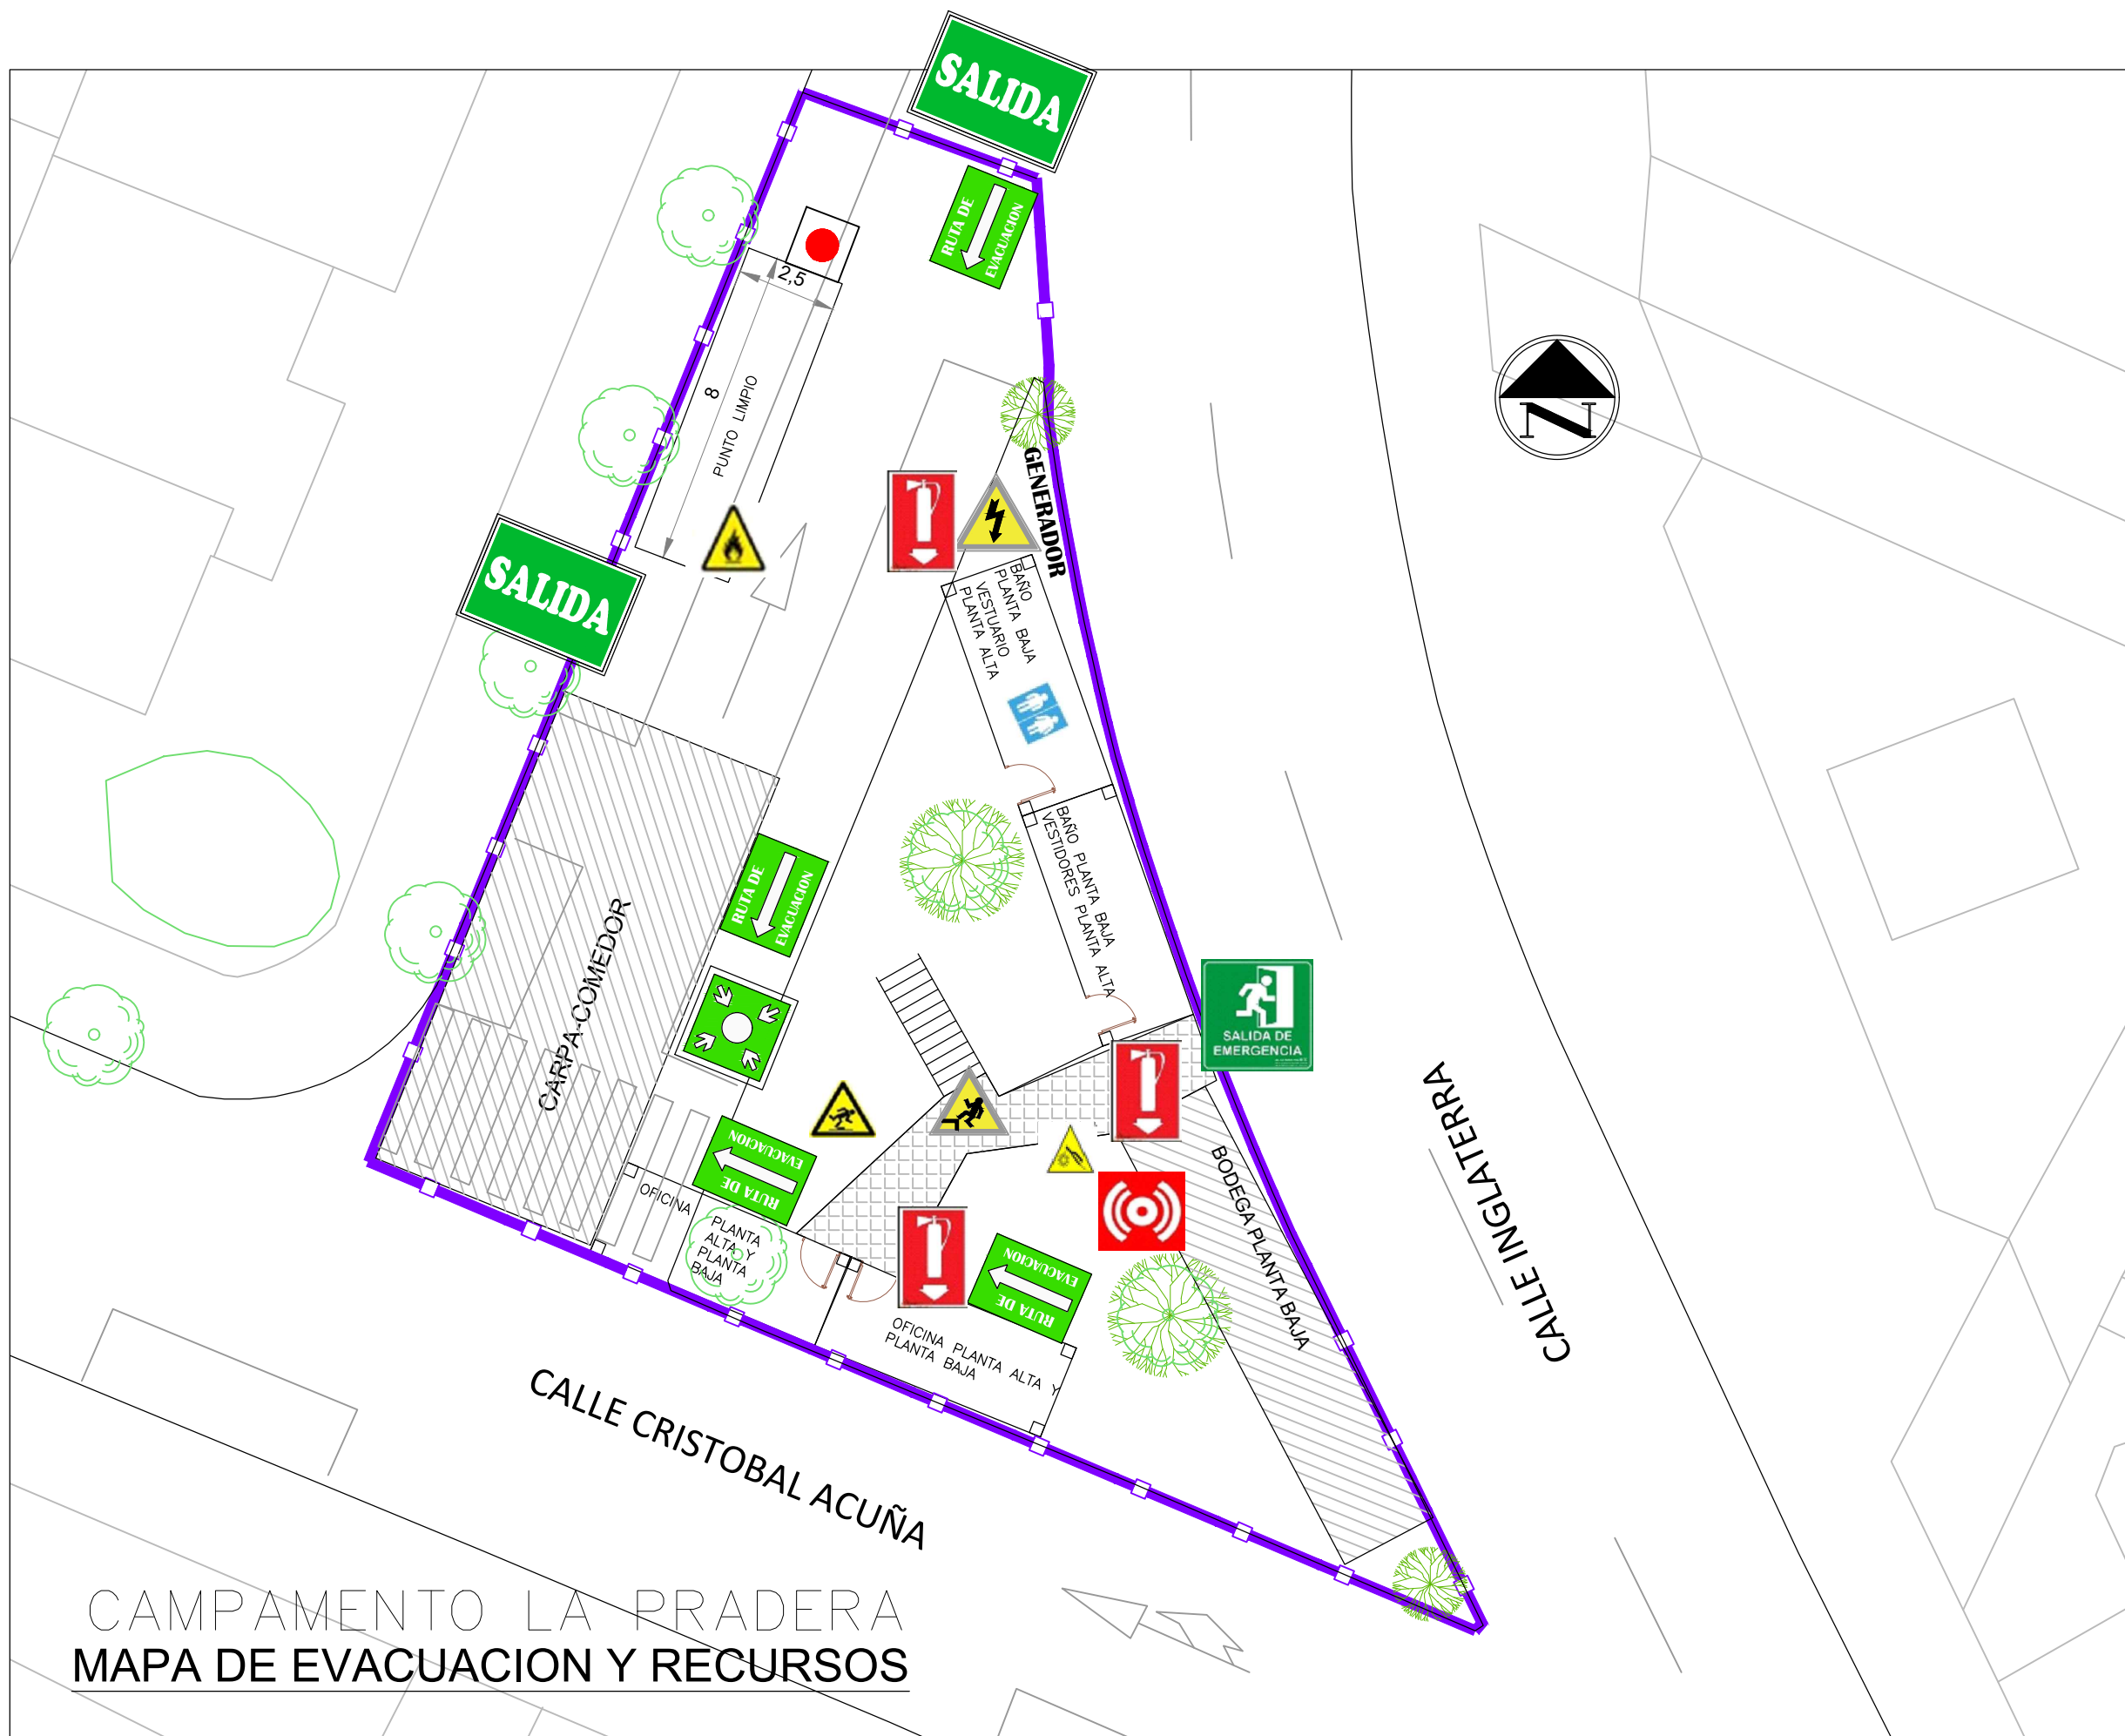 SALIDA
RUTA DE
EVACUACION
2,5
8
PUNTO LIMPIO
GENERADOR
N
SALIDA
BAÑO
PLANTA BAJA
VESTUARIO
PLANTA ALTA
BAÑO PLANTA BAJA
VESTIDORES PLANTA ALTA
RUTA DE
EVACUACION
CARPA-COMEDOR
SALIDA DE
EMERGENCIA
RUTA DE
EVACUACION
OFICINA
PLANTA
ALTA Y
PLANTA
BAJA
BODEGA PLANTA BAJA
RUTA DE
EVACUACION
OFICINA PLANTA ALTA Y
PLANTA BAJA
CALLE INGLATERRA
CALLE CRISTOBAL ACUÑA
CAMPAMENTO LA PRADERA
MAPA DE EVACUACION Y RECURSOS